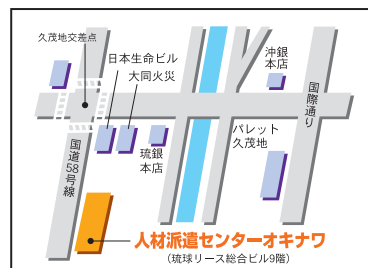 久茂地交差点
日本生命ビル
大同火災
沖銀
本店
国際通り
パレット
久茂地
琉銀
本店
国道58号線
人材派遣センターオキナワ
(琉球リース総合ビル9階)